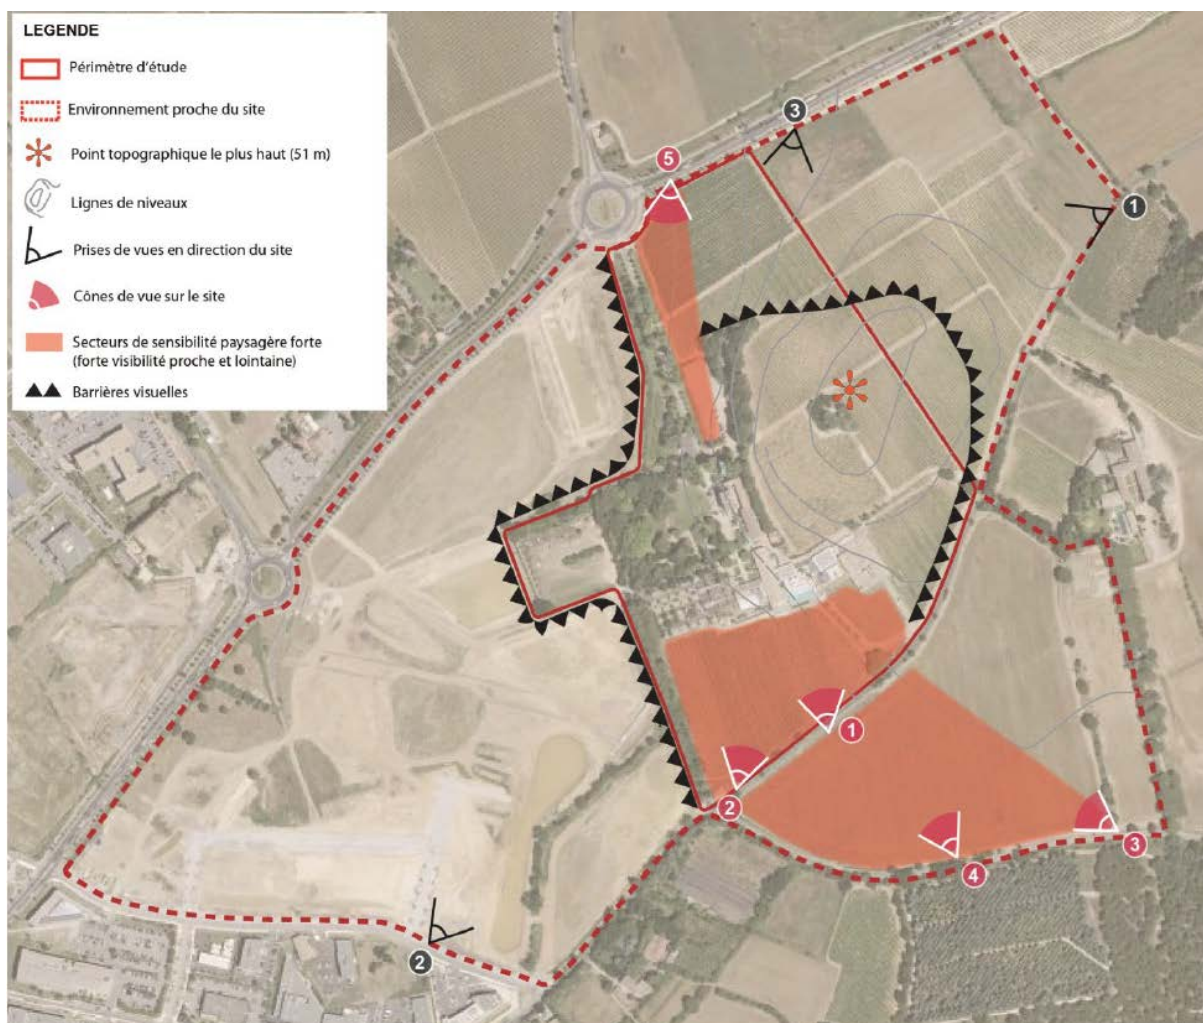 LEGENDE
Périmètre d'étude
Environnement proche du site
Point topographique le plus haut (51 m)
Lignes de niveaux
Prises de vues en direction du site
Cônes de vue sur le site
Secteurs de sensibilité paysagère forte
(forte visibilité proche et lointaine)
Barrières visuelles
3
5
1
1
2
3
4
2